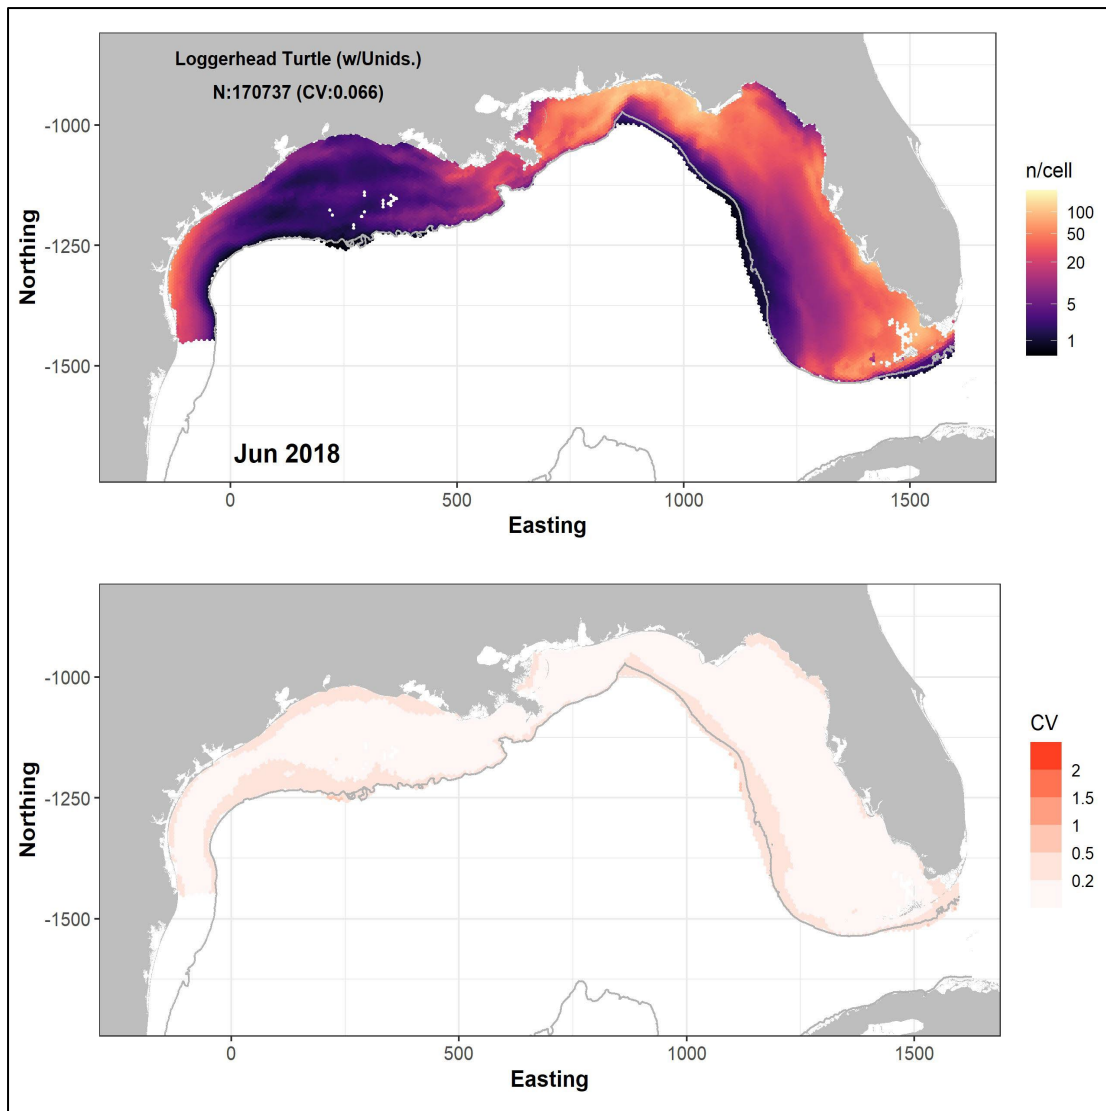 Loggerhead Turtle (w/Unids.)
N:170737 (CV:0.066)
-1000
-1250
-1500
Northing
Jun 2018
0 500 1000 1500
Easting
n/cell
100
50
20
5
1
-1000
-1250
-1500
Northing
0 500 1000 1500
Easting
CV
2
1.5
1
0.5
0.2